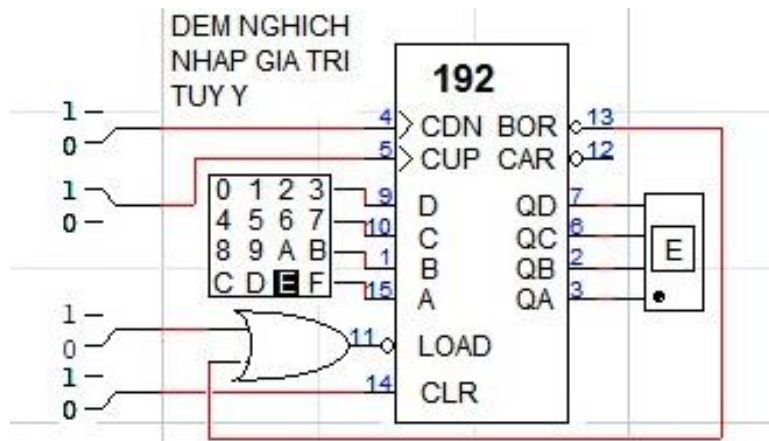 DEM NGHICH
NHAP GIA TRI
TUY Y
192
1
0
4 CDN BOR 13
5 CUP CAR 12
1
0
0 1 2 3
4 5 6 7
8 9 A B
C D E F
9 D QD 7
10 C QC 6
1 B QB 2
15 A QA 3
E
1
0
11 LOAD
1
0
14 CLR